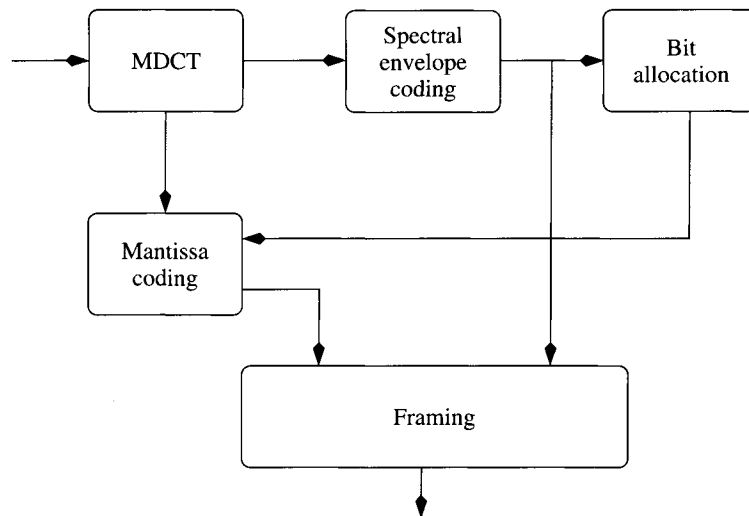 MDCT
Spectral
envelope
coding
Bit
allocation
Mantissa
coding
Framing